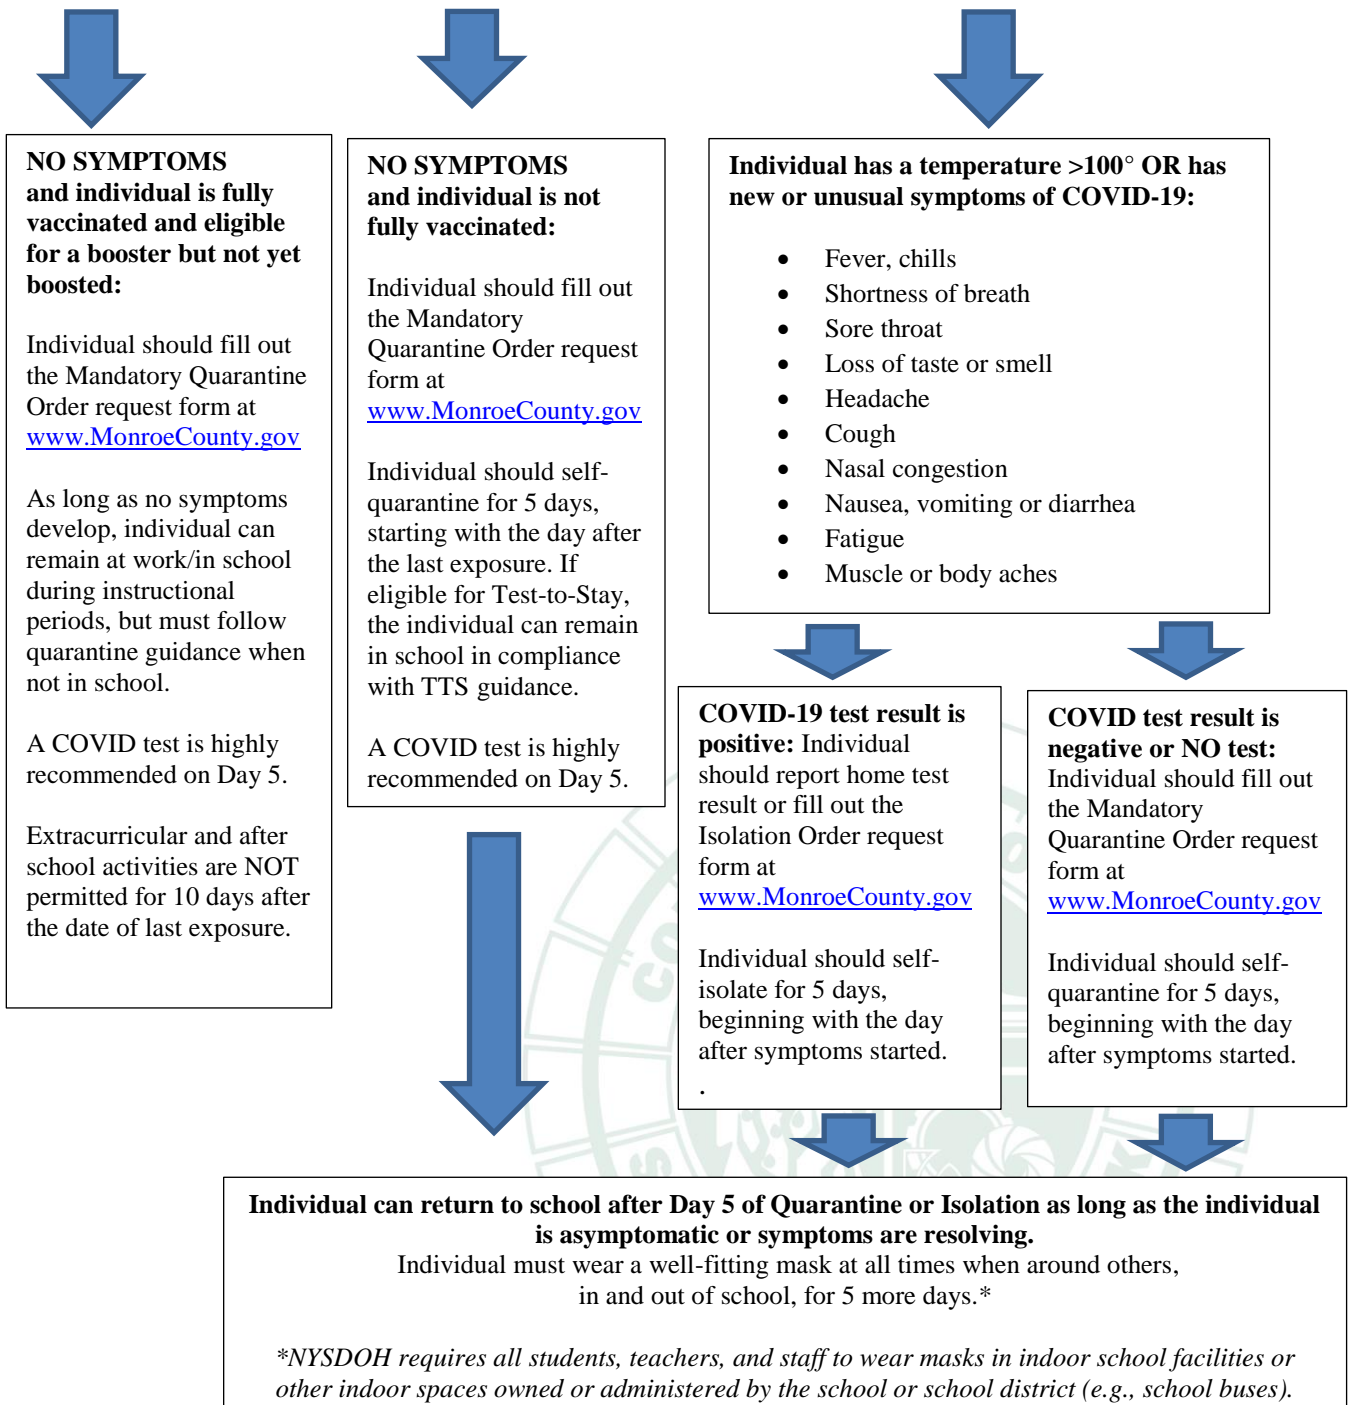 NO SYMPTOMS
and individual is fully
vaccinated and eligible
for a booster but not yet
boosted:
Individual should fill out
the Mandatory Quarantine
Order request form at
www.MonroeCounty.gov
As long as no symptoms
develop, individual can
remain at work/in school
during instructional
periods, but must follow
quarantine guidance when
not in school.
A COVID test is highly
recommended on Day 5.
Extracurricular and after
school activities are NOT
permitted for 10 days after
the date of last exposure.
NO SYMPTOMS
and individual is not
fully vaccinated:
Individual should fill out
the Mandatory
Quarantine Order request
form at
www.MonroeCounty.gov
Individual should self-
quarantine for 5 days,
starting with the day after
the last exposure. If
eligible for Test-to-Stay,
the individual can remain
in school in compliance
with TTS guidance.
A COVID test is highly
recommended on Day 5.
Individual has a temperature >100° OR has
new or unusual symptoms of COVID-19:
• Fever, chills
• Shortness of breath
• Sore throat
• Loss of taste or smell
• Headache
• Cough
• Nasal congestion
• Nausea, vomiting or diarrhea
• Fatigue
• Muscle or body aches
COVID-19 test result is
positive: Individual
should report home test
result or fill out the
Isolation Order request
form at
www.MonroeCounty.gov
Individual should self-
isolate for 5 days,
beginning with the day
after symptoms started.
.
COVID test result is
negative or NO test:
Individual should fill out
the Mandatory
Quarantine Order request
form at
www.MonroeCounty.gov
Individual should self-
quarantine for 5 days,
beginning with the day
after symptoms started.
Individual can return to school after Day 5 of Quarantine or Isolation as long as the individual
is asymptomatic or symptoms are resolving.
Individual must wear a well-fitting mask at all times when around others,
in and out of school, for 5 more days.*
*NYSDOH requires all students, teachers, and staff to wear masks in indoor school facilities or
other indoor spaces owned or administered by the school or school district (e.g., school buses).